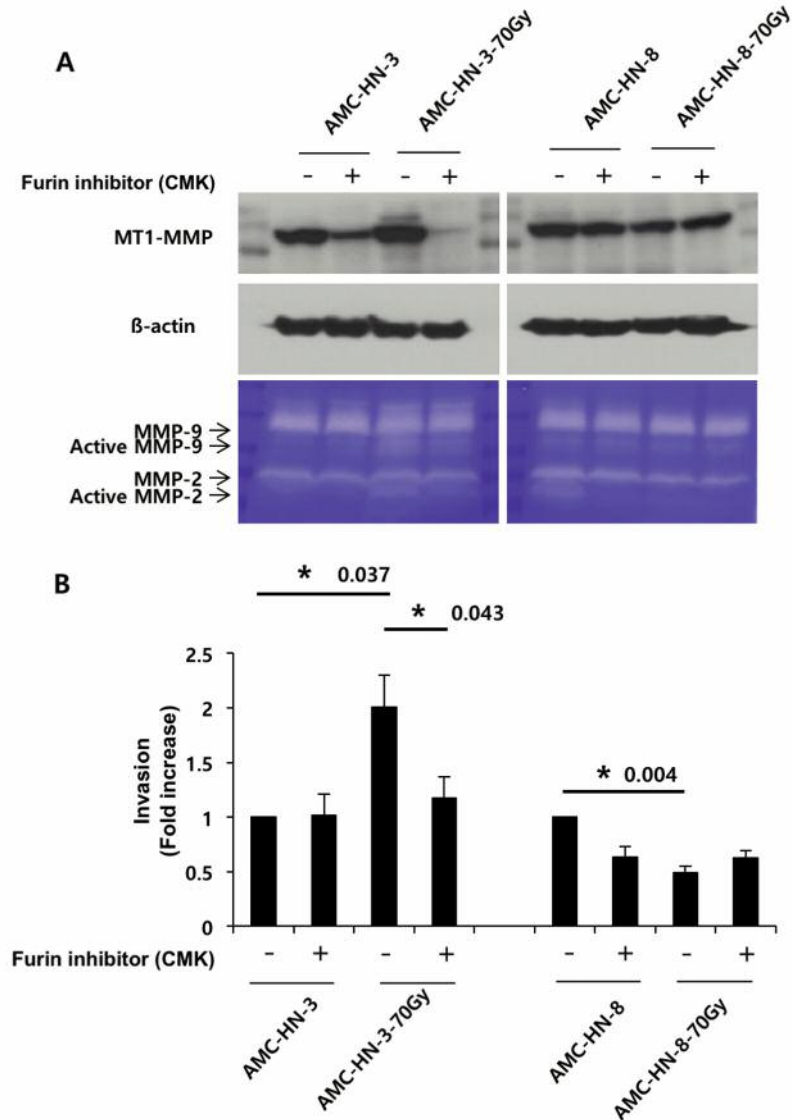 A
AMC-HN-3
AMC-HN-3-70Gy
AMC-HN-8
AMC-HN-8-70Gy
Furin inhibitor (CMK) - + - + - + - +
MT1-MMP
ß-actin
MMP-9 →
Active MMP-9 →
MMP-2 →
Active MMP-2 →
B
* 0.037
* 0.043
* 0.004
Invasion
(Fold increase)
2.5
2
1.5
1
0.5
0
Furin inhibitor (CMK) - + - + - + - +
AMC-HN-3
AMC-HN-3-70Gy
AMC-HN-8
AMC-HN-8-70Gy